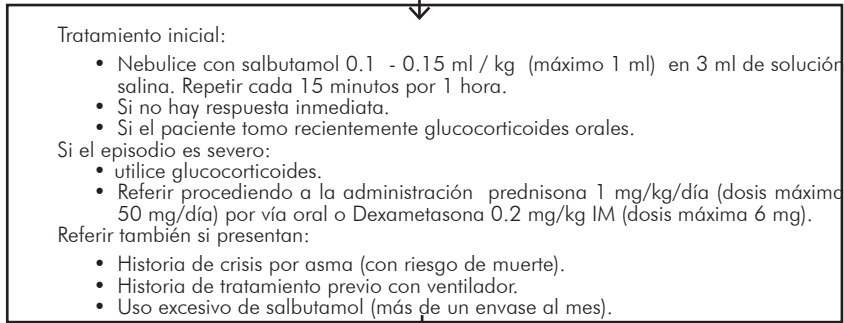 Tratamiento inicial:
• Nebulice con salbutamol 0.1 - 0.15 ml / kg (máximo 1 ml) en 3 ml de solución
salina. Repetir cada 15 minutos por 1 hora.
• Si no hay respuesta inmediata.
• Si el paciente tomo recientemente glucocorticoides orales.
Si el episodio es severo:
• utilice glucocorticoides.
• Referir procediendo a la administración prednisona 1 mg/kg/día (dosis máxima
50 mg/día) por vía oral o Dexametasona 0.2 mg/kg IM (dosis máxima 6 mg).
Referir también si presentan:
• Historia de crisis por asma (con riesgo de muerte).
• Historia de tratamiento previo con ventilador.
• Uso excesivo de salbutamol (más de un envase al mes).